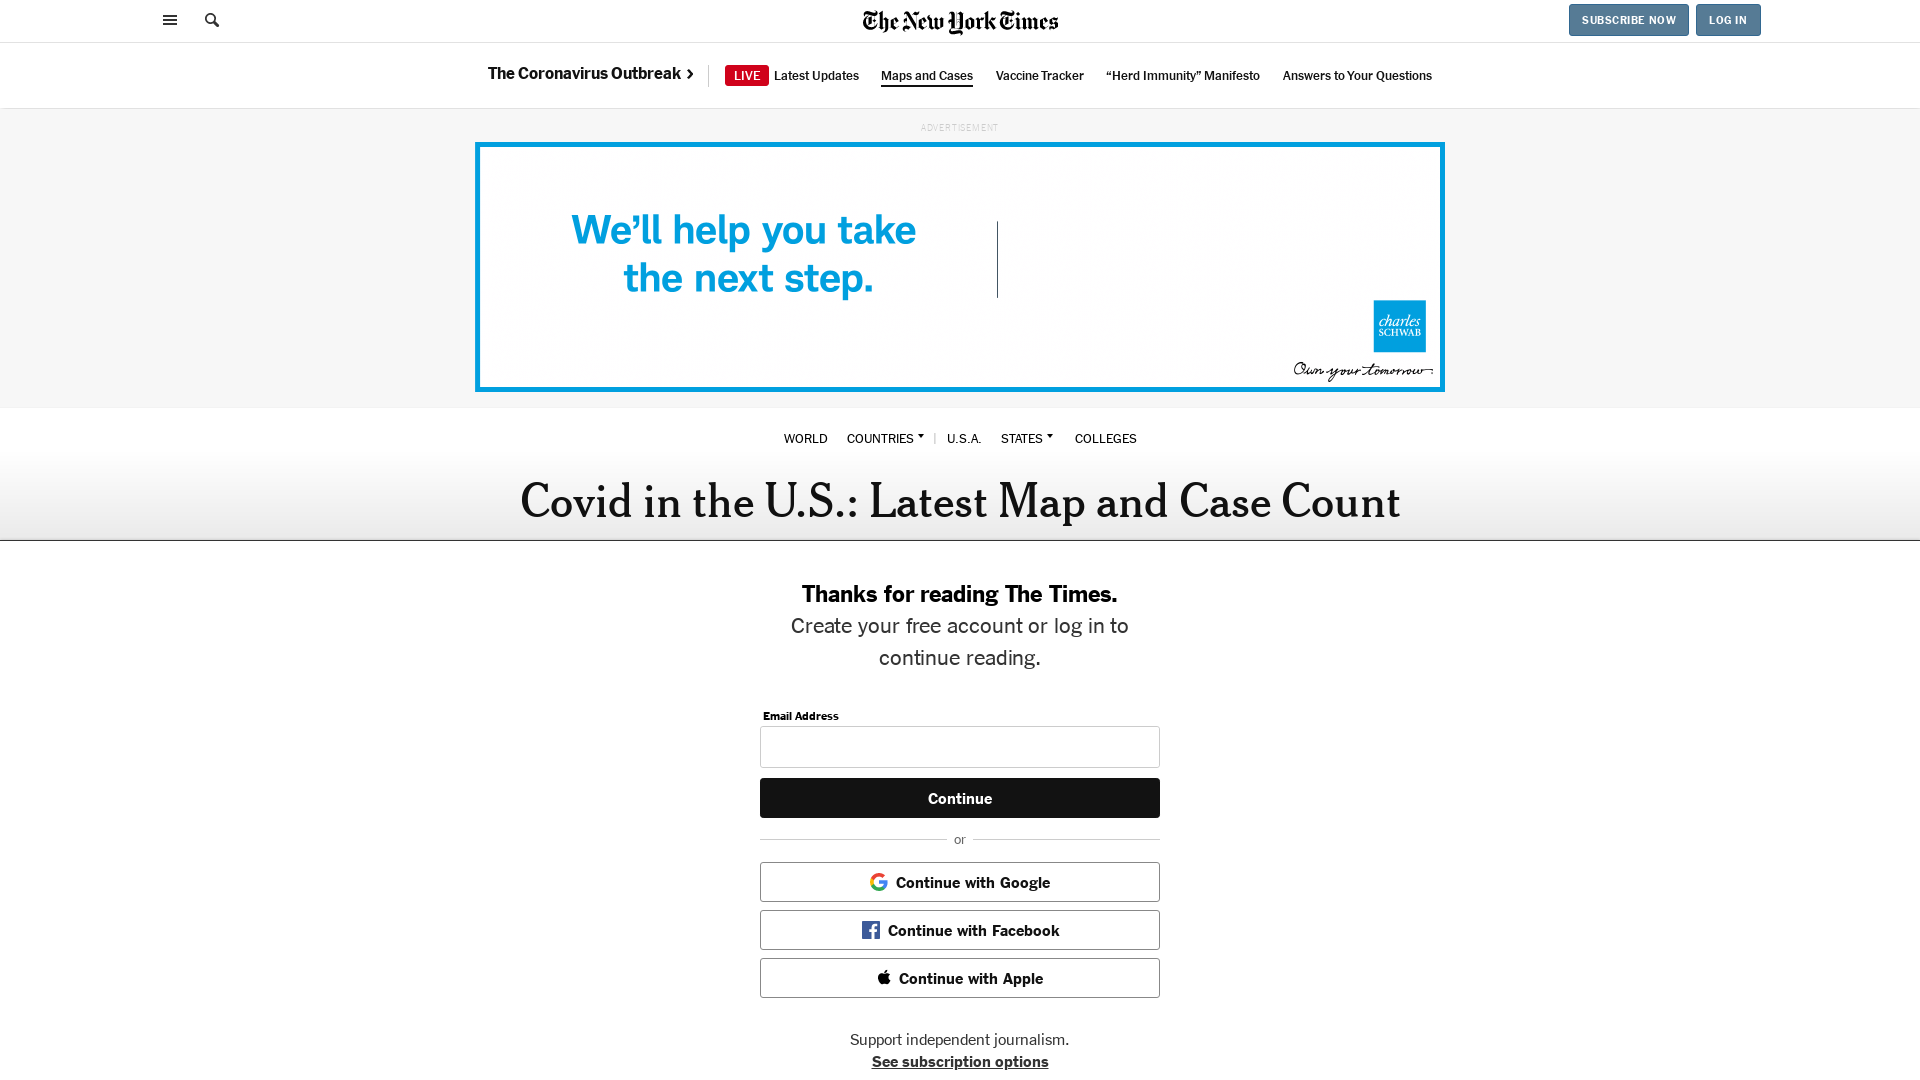 The New York Times
SUBSCRIBE NOW
LOG IN
The Coronavirus Outbreak
LIVE Latest Updates
Maps and Cases
Vaccine Tracker
“Herd Immunity” Manifesto
Answers to Your Questions
ADVERTISEMENT
We’ll help you take
the next step.
charles
SCHWAB
Own your tomorrow
WORLD
COUNTRIES
U.S.A.
STATES
COLLEGES
Covid in the U.S.: Latest Map and Case Count
Thanks for reading The Times.
Create your free account or log in to
continue reading.
Email Address
Continue
or
Continue with Google
Continue with Facebook
Continue with Apple
Support independent journalism.
See subscription options